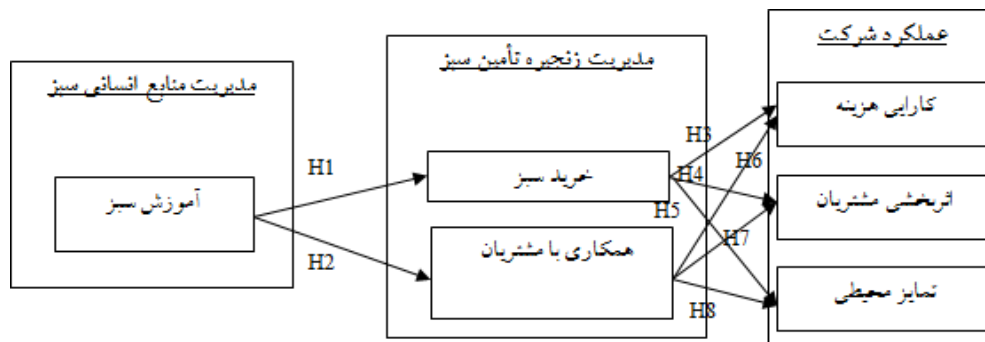 عملکرد شرکت
مدیریت زنجیره تأمین سبز
مدیریت منابع انسانی سبز
کارایی هزینه
H3
H6
H1
خرید سبز
H4
آموزش سبز
اثربخشی مشتریان
H5
H7
همکاری با مشتریان
H2
تمایز محیطی
H8